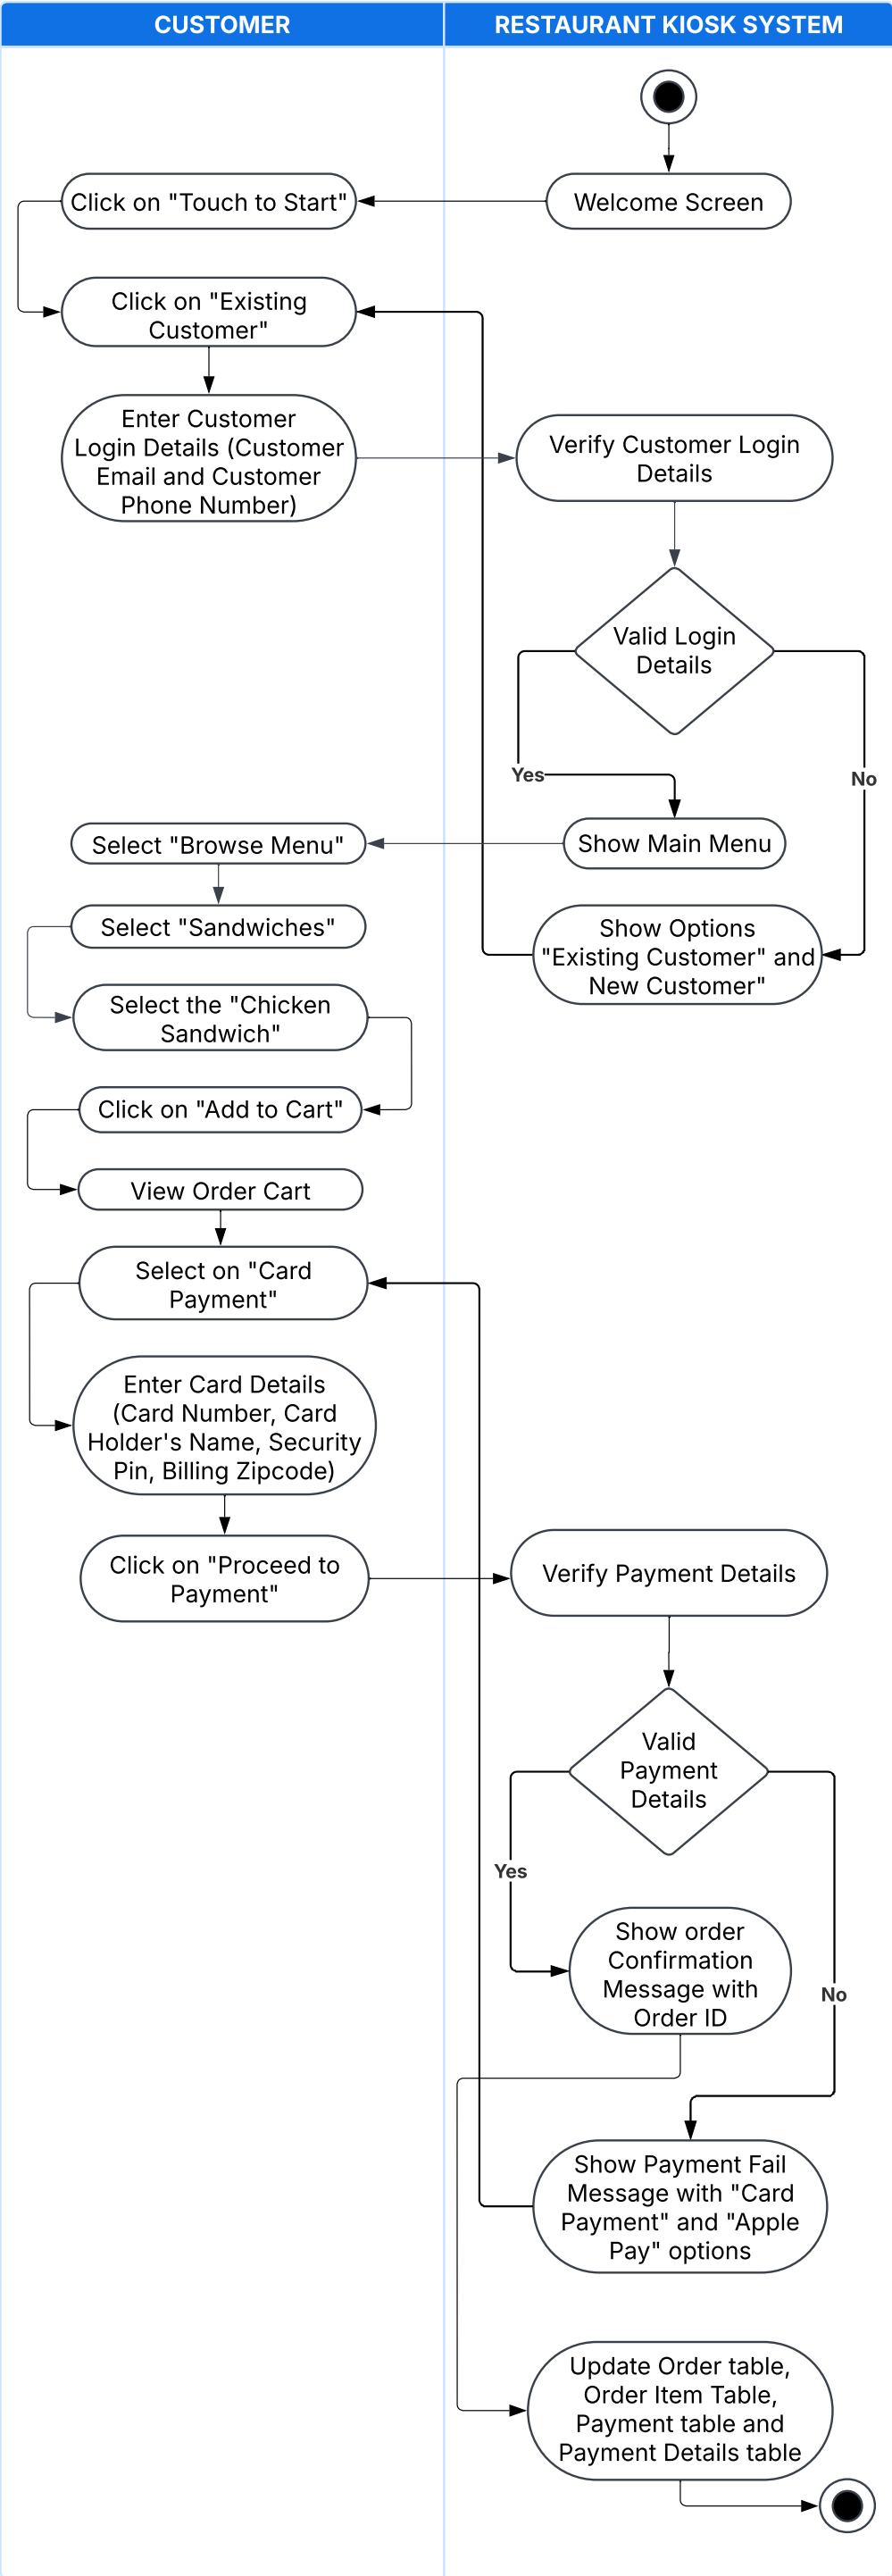 CUSTOMER
RESTAURANT KIOSK SYSTEM
Click on "Touch to Start"
Welcome Screen
Click on "Existing
Customer"
Enter Customer
Login Details (Customer
Email and Customer
Phone Number)
Verify Customer Login
Details
Valid Login
Details
Yes
No
Select "Browse Menu"
Show Main Menu
Select "Sandwiches"
Show Options
"Existing Customer" and
New Customer"
Select the "Chicken
Sandwich"
Click on "Add to Cart"
View Order Cart
Select on "Card
Payment"
Enter Card Details
(Card Number, Card
Holder's Name, Security
Pin, Billing Zipcode)
Click on "Proceed to
Payment"
Verify Payment Details
Valid
Payment
Details
Yes
Show order
Confirmation
Message with
Order ID
No
Show Payment Fail
Message with "Card
Payment" and "Apple
Pay" options
Update Order table,
Order Item Table,
Payment table and
Payment Details table